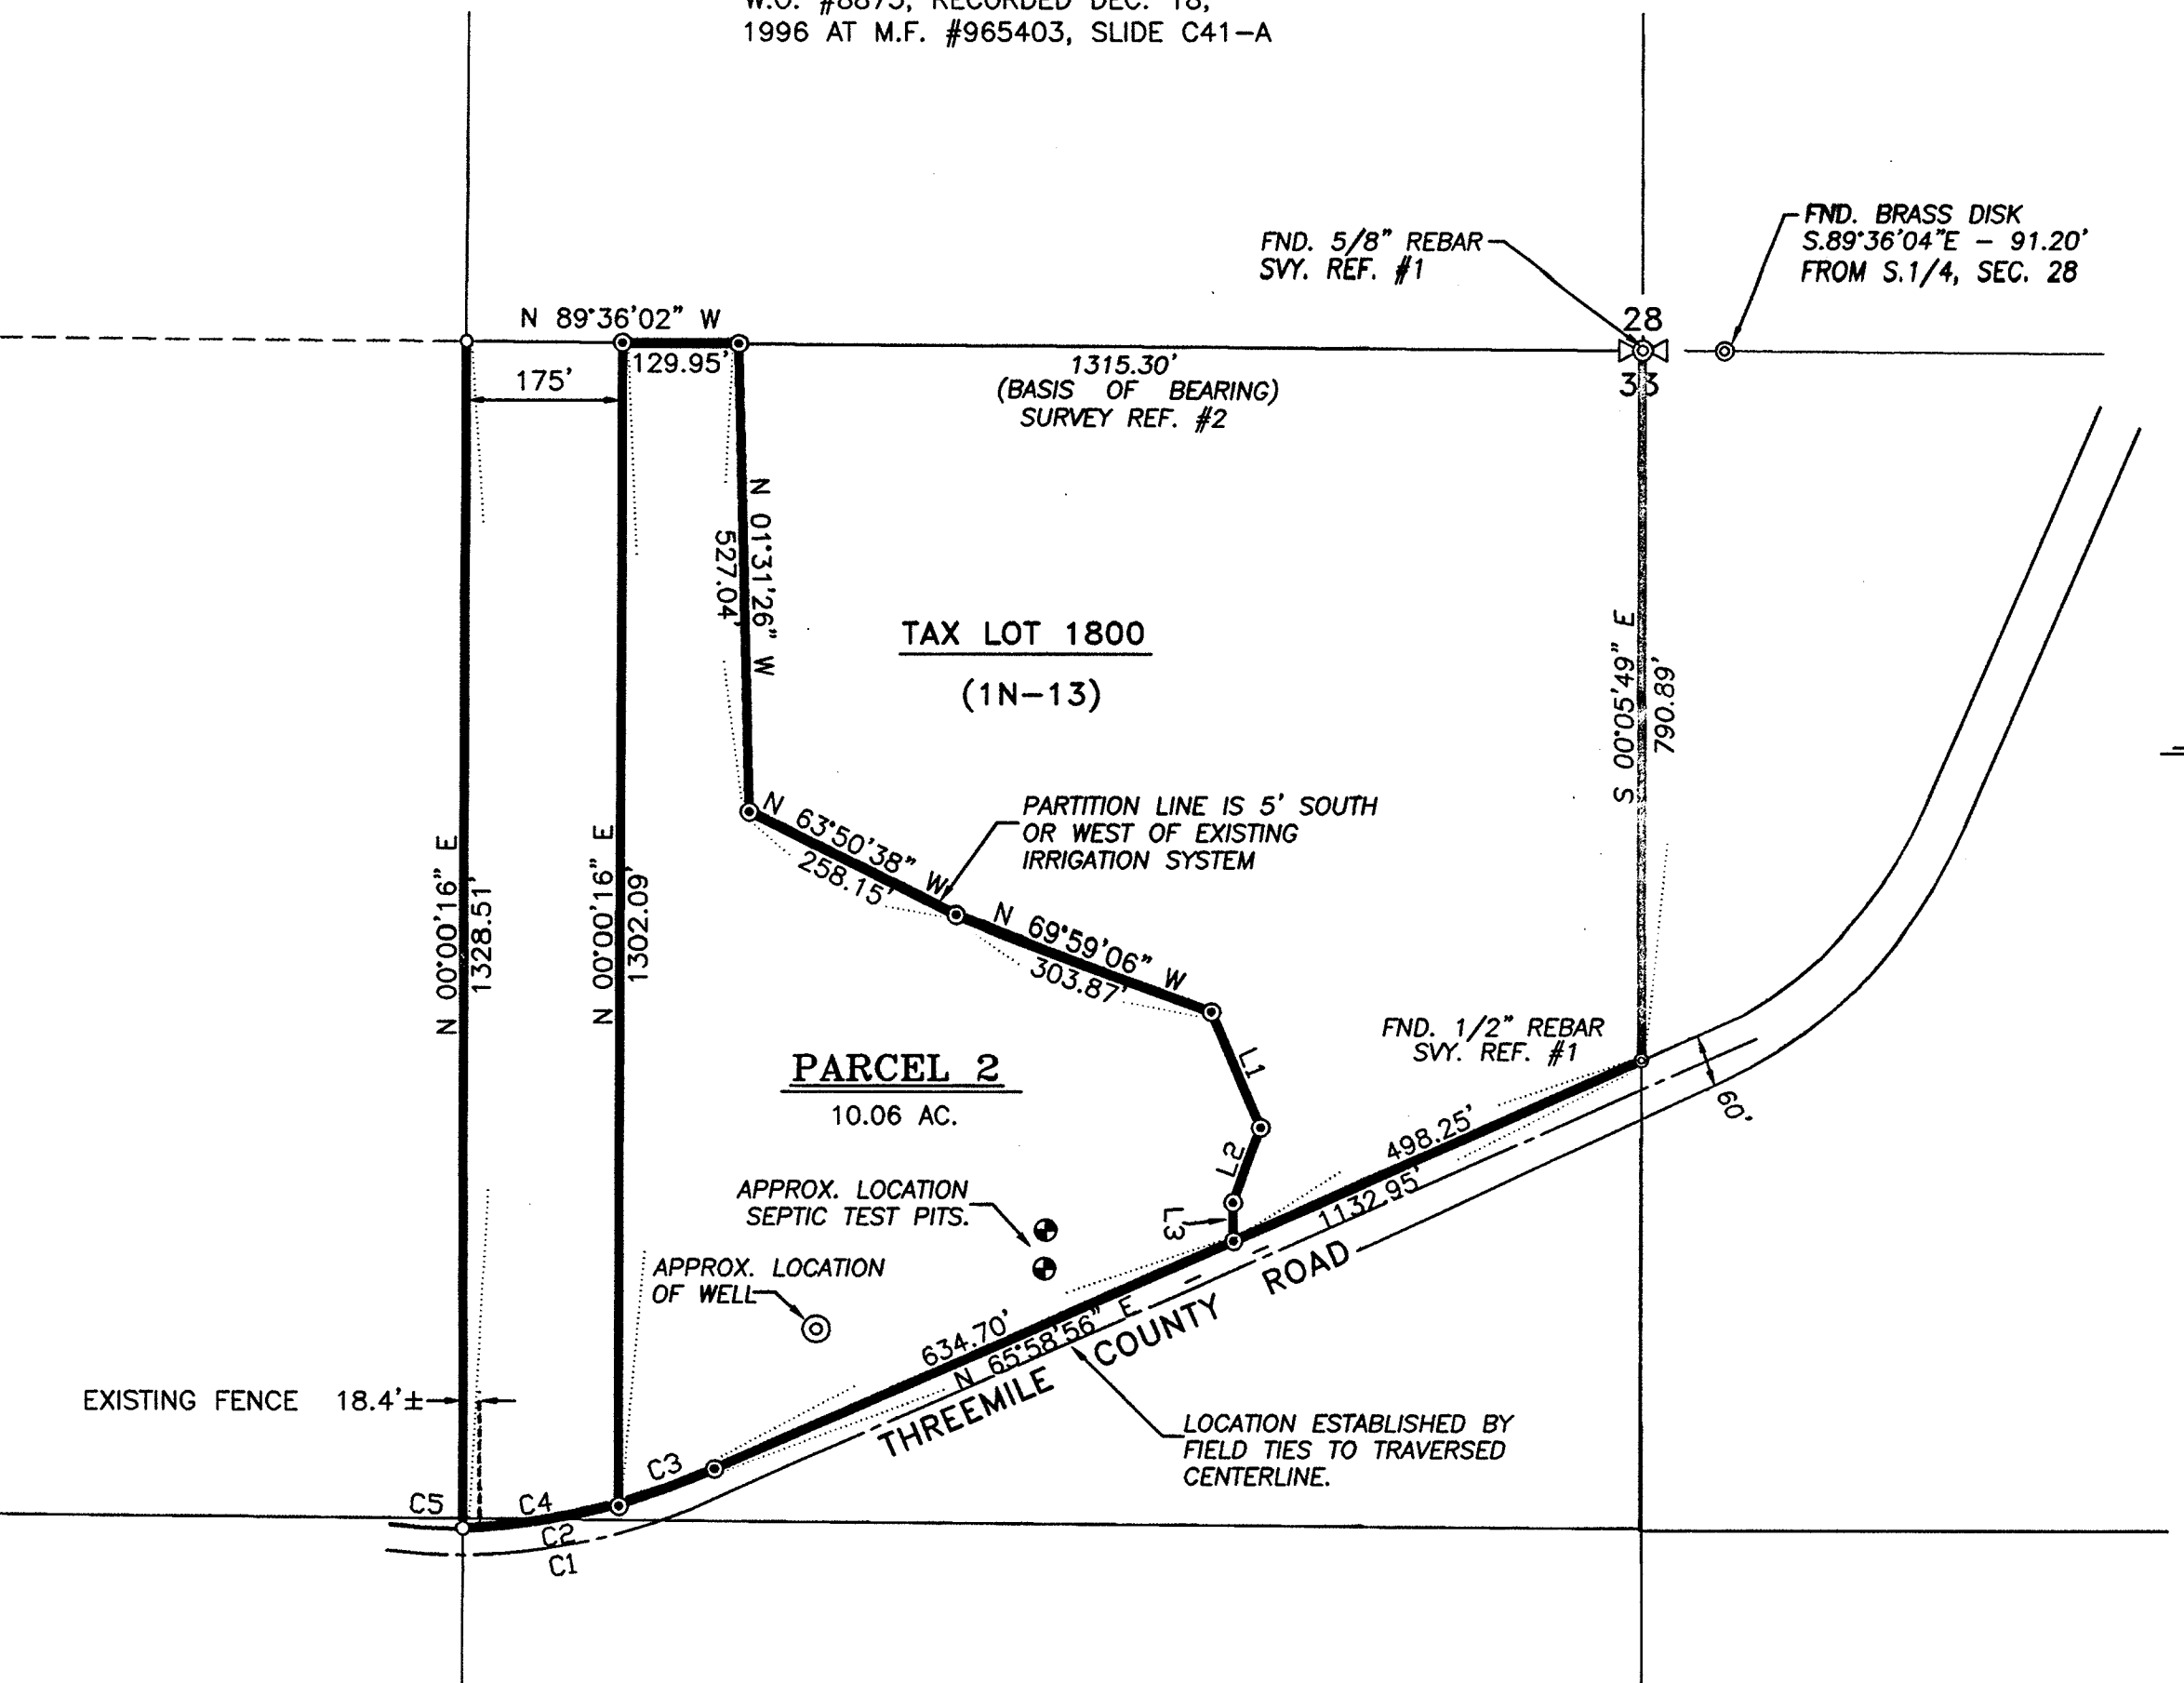 W.O. #8875, RECORDED DEC. 18,
1996 AT M.F. #965403, SLIDE C41-A
FND. BRASS DISK
S.89°36'04"E - 91.20'
FROM S.1/4, SEC. 28
FND. 5/8" REBAR
SVY. REF. #1
28
33
N 89°36'02" W
129.95'
175'
1315.30'
(BASIS OF BEARING)
SURVEY REF. #2
N 01°31'26" W
527.04'
TAX LOT 1800
(1N-13)
S 00°05'49" E
790.89'
N 63°50'38" W
258.15'
PARTITION LINE IS 5' SOUTH
OR WEST OF EXISTING
IRRIGATION SYSTEM
N 00°00'16" E
1328.51'
N 00°00'16" E
1302.09'
N 69°59'06" W
303.87'
FND. 1/2" REBAR
SVY. REF. #1
L1
PARCEL 2
10.06 AC.
60'
498.25'
1132.95'
L2
L3
APPROX. LOCATION
SEPTIC TEST PITS.
APPROX. LOCATION
OF WELL
634.70'
N 65°58'56" E
THREEMILE COUNTY ROAD
EXISTING FENCE 18.4'±
LOCATION ESTABLISHED BY
FIELD TIES TO TRAVERSED
CENTERLINE.
C3
C5
C4
C2
C1